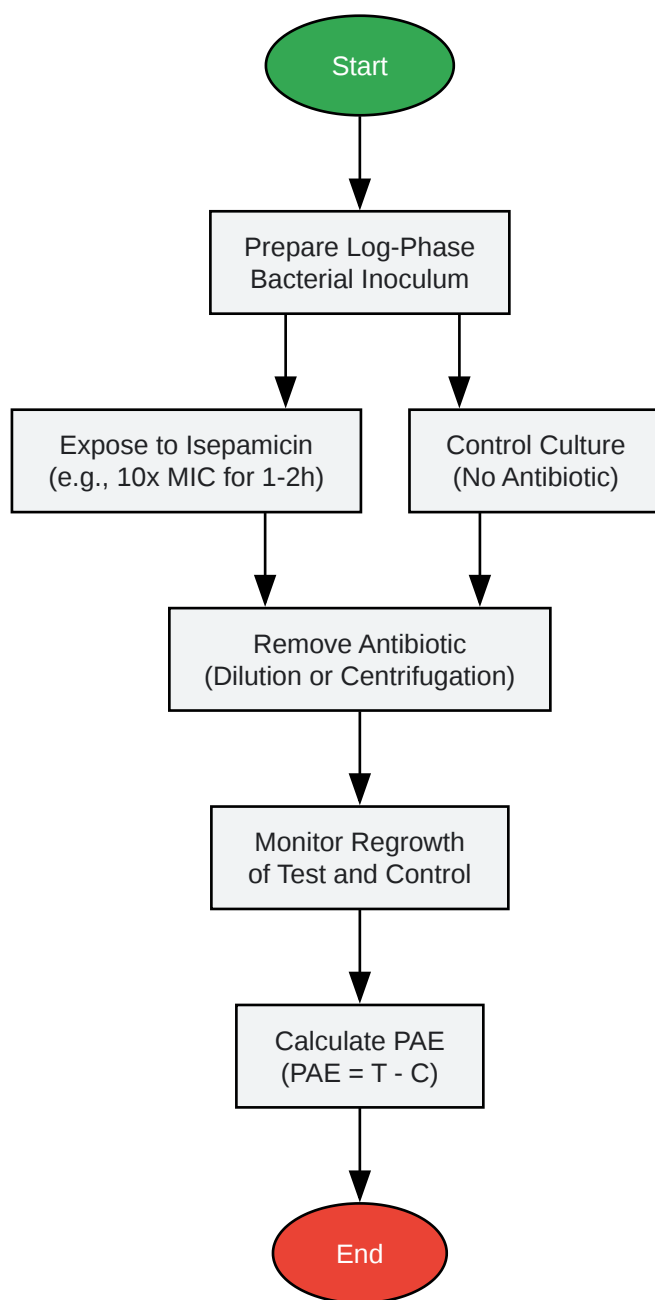 Start
Prepare Log-Phase
Bacterial Inoculum
Expose to Isepamicin
(e.g., 10x MIC for 1-2h)
Control Culture
(No Antibiotic)
Remove Antibiotic
(Dilution or Centrifugation)
Monitor Regrowth
of Test and Control
Calculate PAE
(PAE = T - C)
End